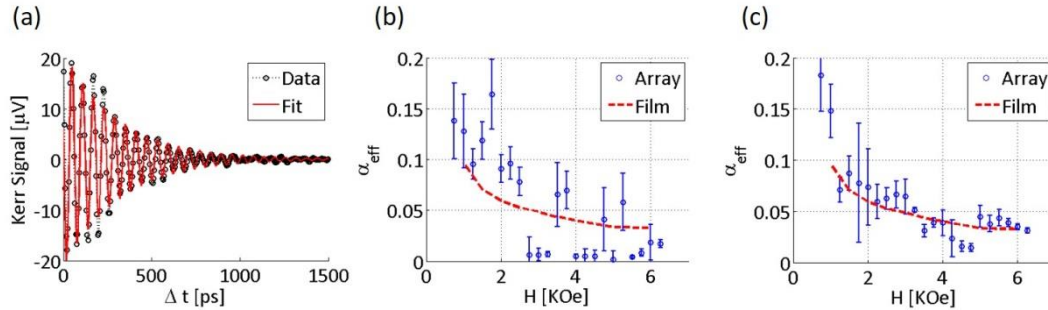 (a)
(b)
(c)
20
10
0
-10
-20
Kerr Signal [μV]
Data
Fit
0
500
1000
1500
Δ t [ps]
0.2
0.15
0.1
0.05
0
α_eff
Array
Film
2
4
6
H [KOe]
0.2
0.15
0.1
0.05
0
α_eff
Array
Film
2
4
6
H [KOe]